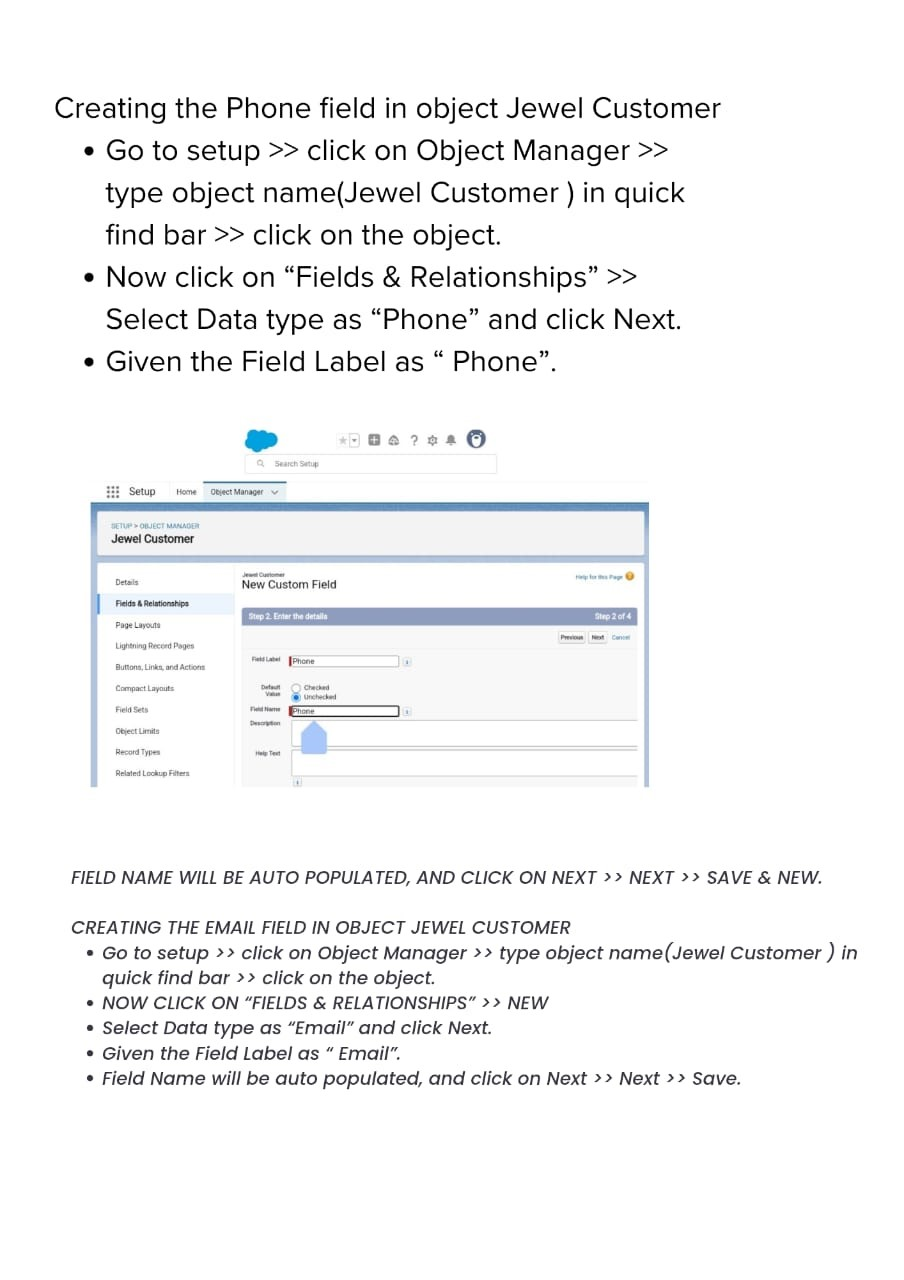 Creating the Phone field in object Jewel Customer
• Go to setup >> click on Object Manager >>
type object name(Jewel Customer ) in quick
find bar >> click on the object.
• Now click on “Fields & Relationships” >>
Select Data type as “Phone” and click Next.
• Given the Field Label as “ Phone”.
Search Setup
Setup
Home
Object Manager
SETUP > OBJECT MANAGER
Jewel Customer
Details
Fields & Relationships
Page Layouts
Lightning Record Pages
Buttons, Links, and Actions
Compact Layouts
Field Sets
Object Limits
Record Types
Related Lookup Filters
Jewel Customer
New Custom Field
Help for this Page
Step 2. Enter the details
Step 2 of 4
Previous Next Cancel
Field Label Phone
Default Value
Checked
Unchecked
Field Name Phone
Description
Help Text
FIELD NAME WILL BE AUTO POPULATED, AND CLICK ON NEXT >> NEXT >> SAVE & NEW.
CREATING THE EMAIL FIELD IN OBJECT JEWEL CUSTOMER
• Go to setup >> click on Object Manager >> type object name(Jewel Customer ) in
quick find bar >> click on the object.
• NOW CLICK ON “FIELDS & RELATIONSHIPS” >> NEW
• Select Data type as “Email” and click Next.
• Given the Field Label as “ Email”.
• Field Name will be auto populated, and click on Next >> Next >> Save.